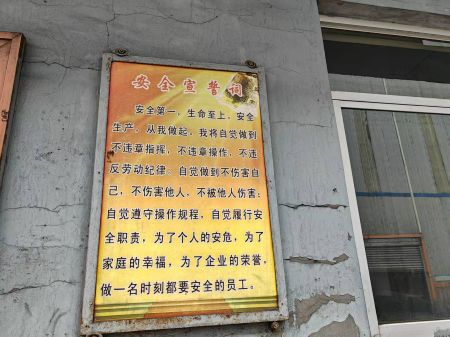 安全宣誓词
安全第一，生命至上，安全
生产，从我做起，我将自觉做到
不违章指挥，不违章操作，不违
反劳动纪律。自觉做到不伤害自
己，不伤害他人，不被他人伤害；
自觉遵守操作规程，自觉履行安
全职责，为了个人的安危，为了
家庭的幸福，为了企业的荣誉，
做一名时刻都要安全的员工。